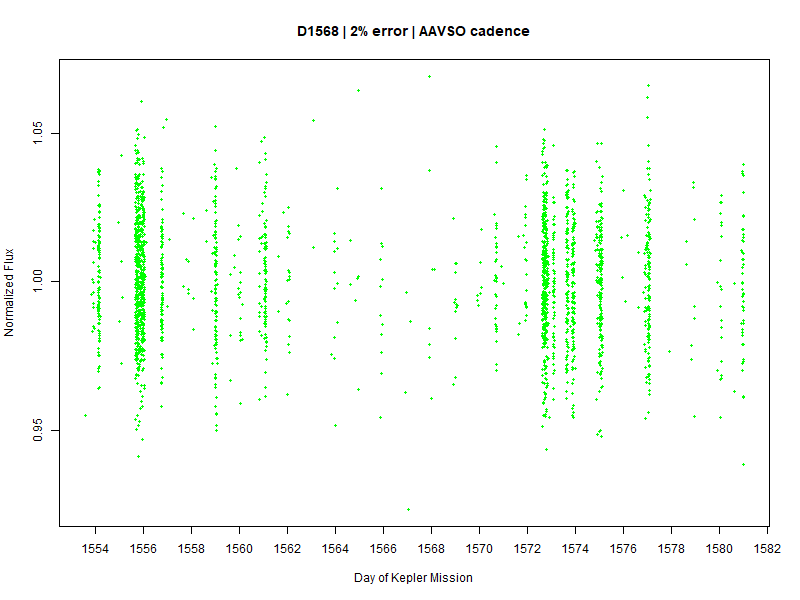 D1568 | 2% error | AAVSO cadence
1.05
1.00
0.95
Normalized Flux
1554 1556 1558 1560 1562 1564 1566 1568 1570 1572 1574 1576 1578 1580 1582
Day of Kepler Mission